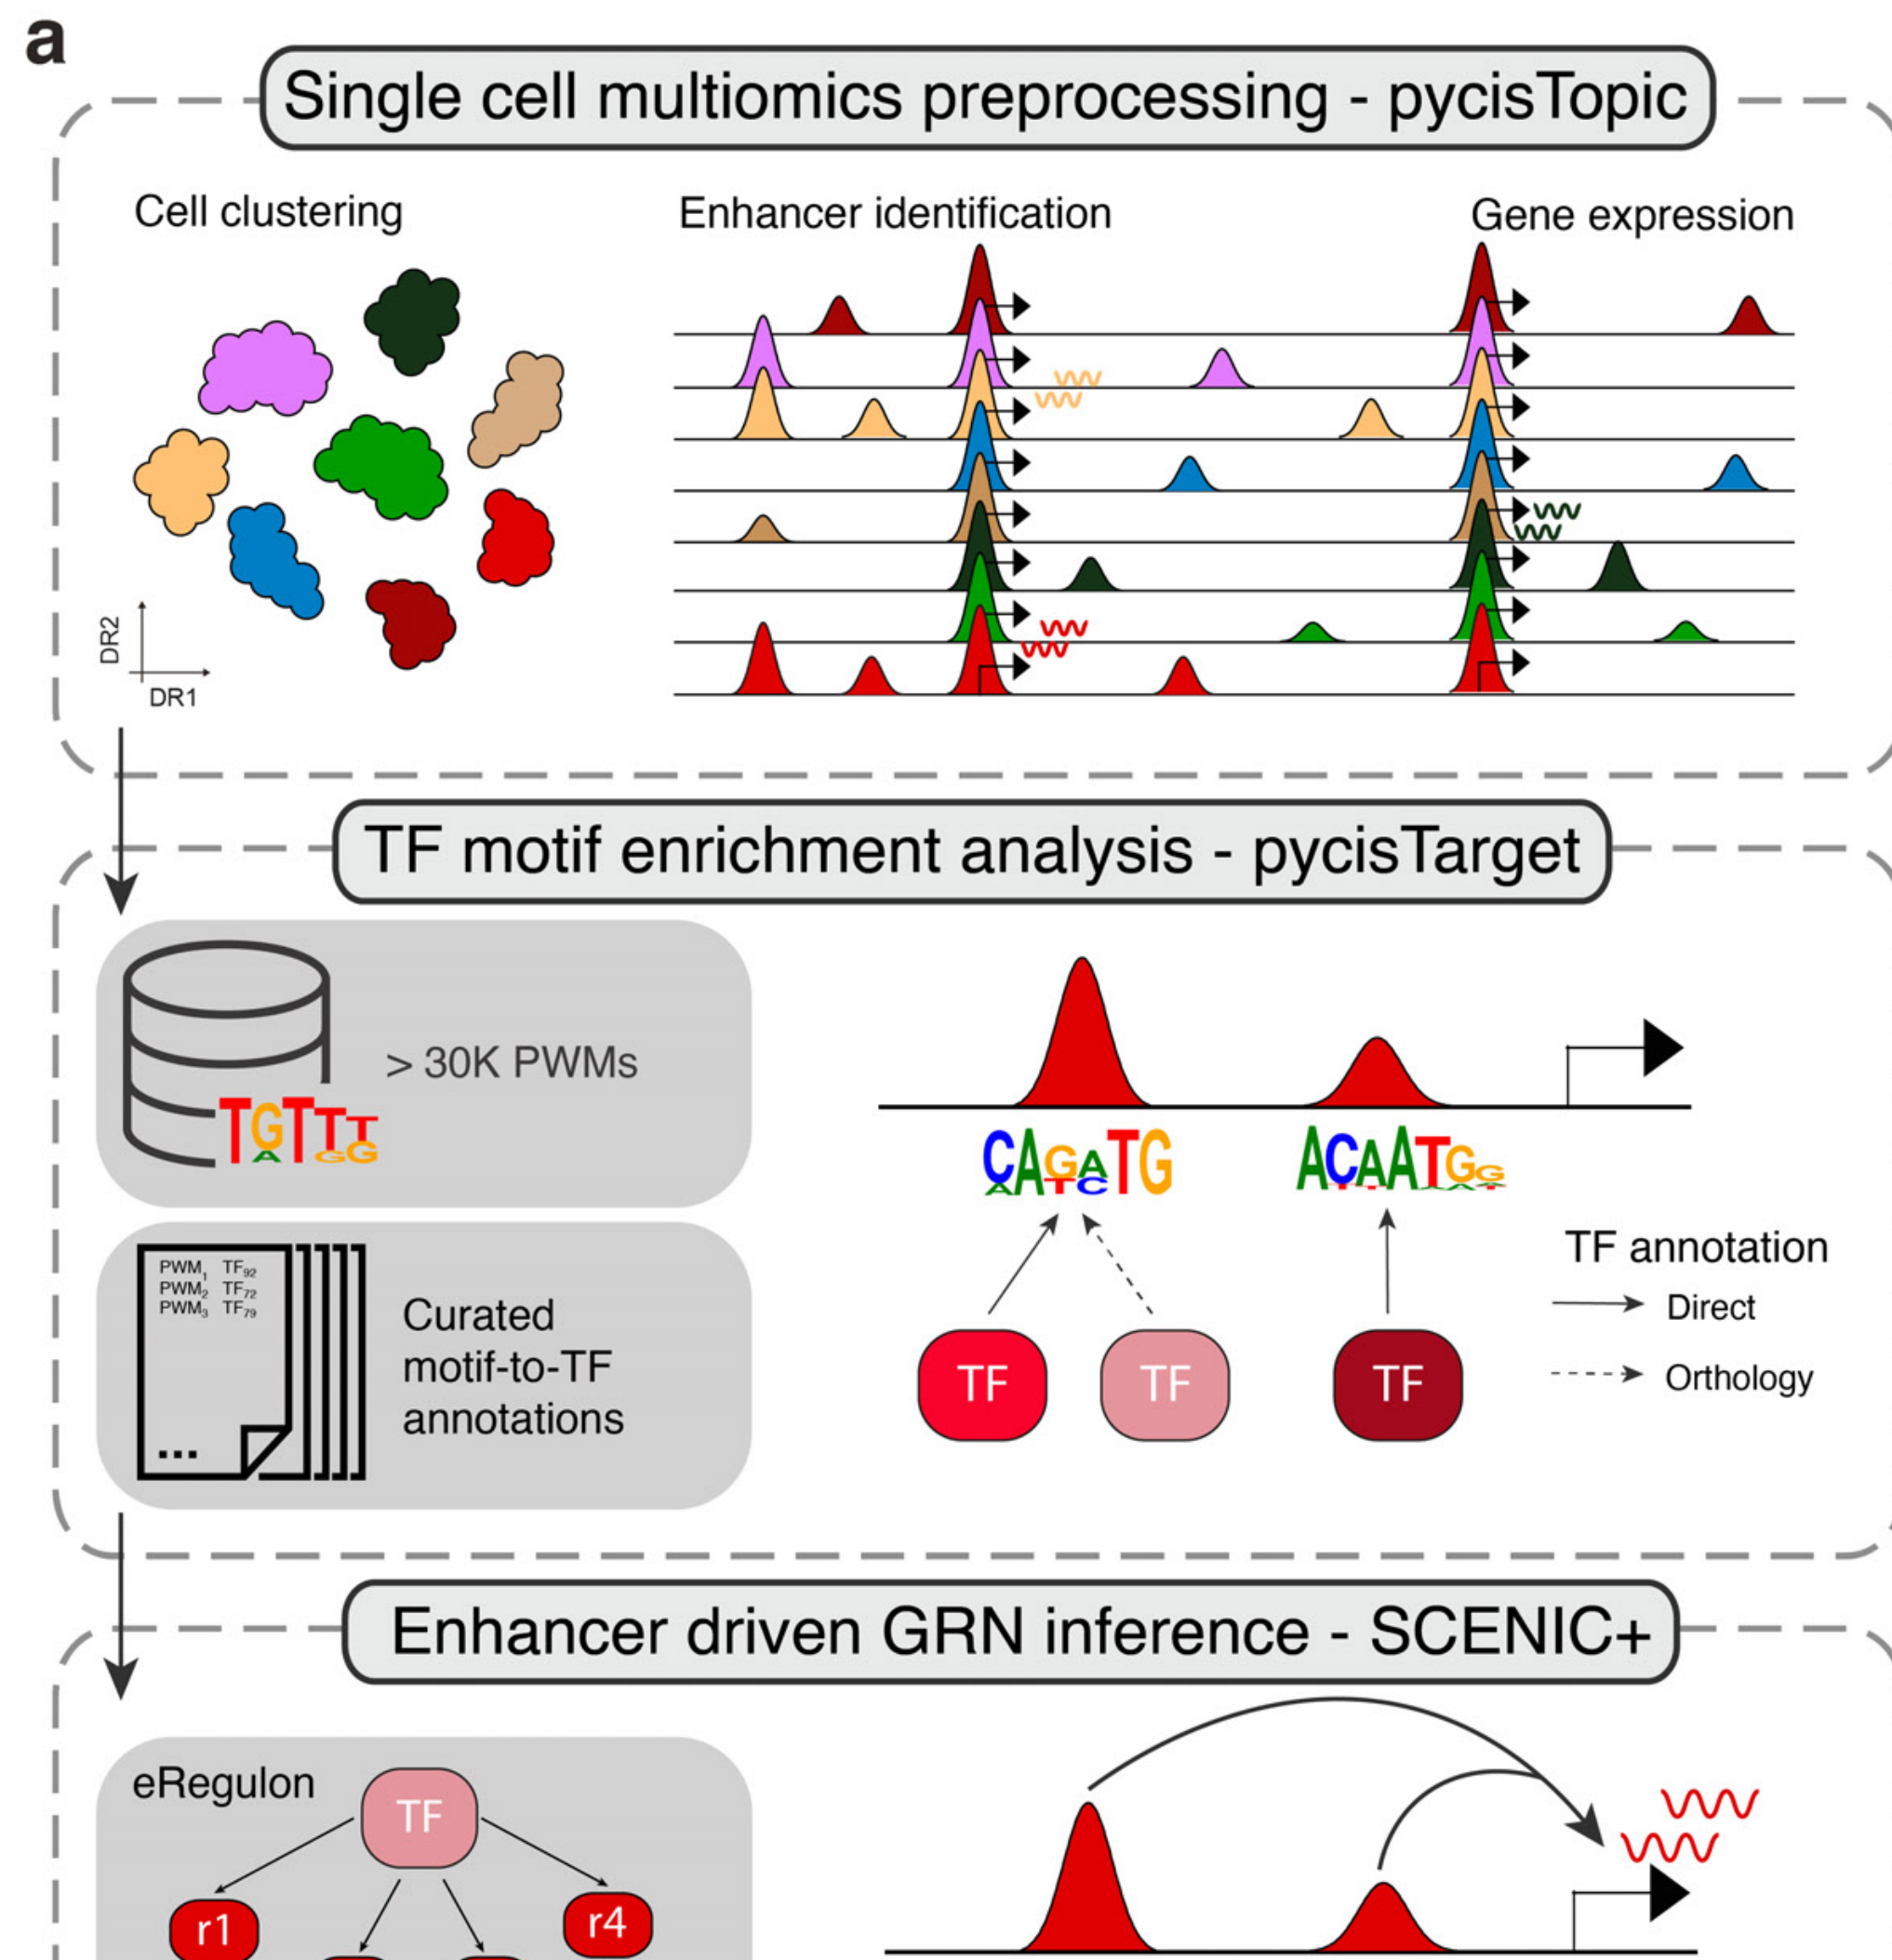 a
Single cell multiomics preprocessing - pycisTopic
Cell clustering
Enhancer identification
Gene expression
DR2
DR1
TF motif enrichment analysis - pycisTarget
> 30K PWMs
TGTTT
AGG
CAGATG
ATC
ACAATGG
PWM1 TF92
PWM2 TF72
PWM3 TF79
...
Curated
motif-to-TF
annotations
TF annotation
Direct
Orthology
TF TF TF
Enhancer driven GRN inference - SCENIC+
eRegulon
TF
r1
r4